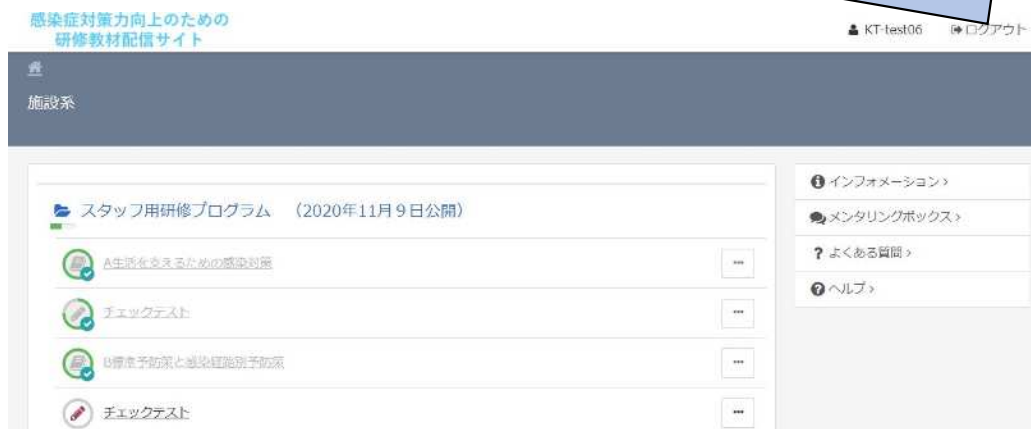 感染症対策力向上のための
研修教材配信サイト
KT-test06 ログアウト
施設系
スタッフ用研修プログラム （2020年11月9日公開）
A生活を支えるための感染対策
チェックテスト
B標準予防策と感染経路別予防策
チェックテスト
インフォメーション ›
メンタリングボックス ›
? よくある質問 ›
ヘルプ ›